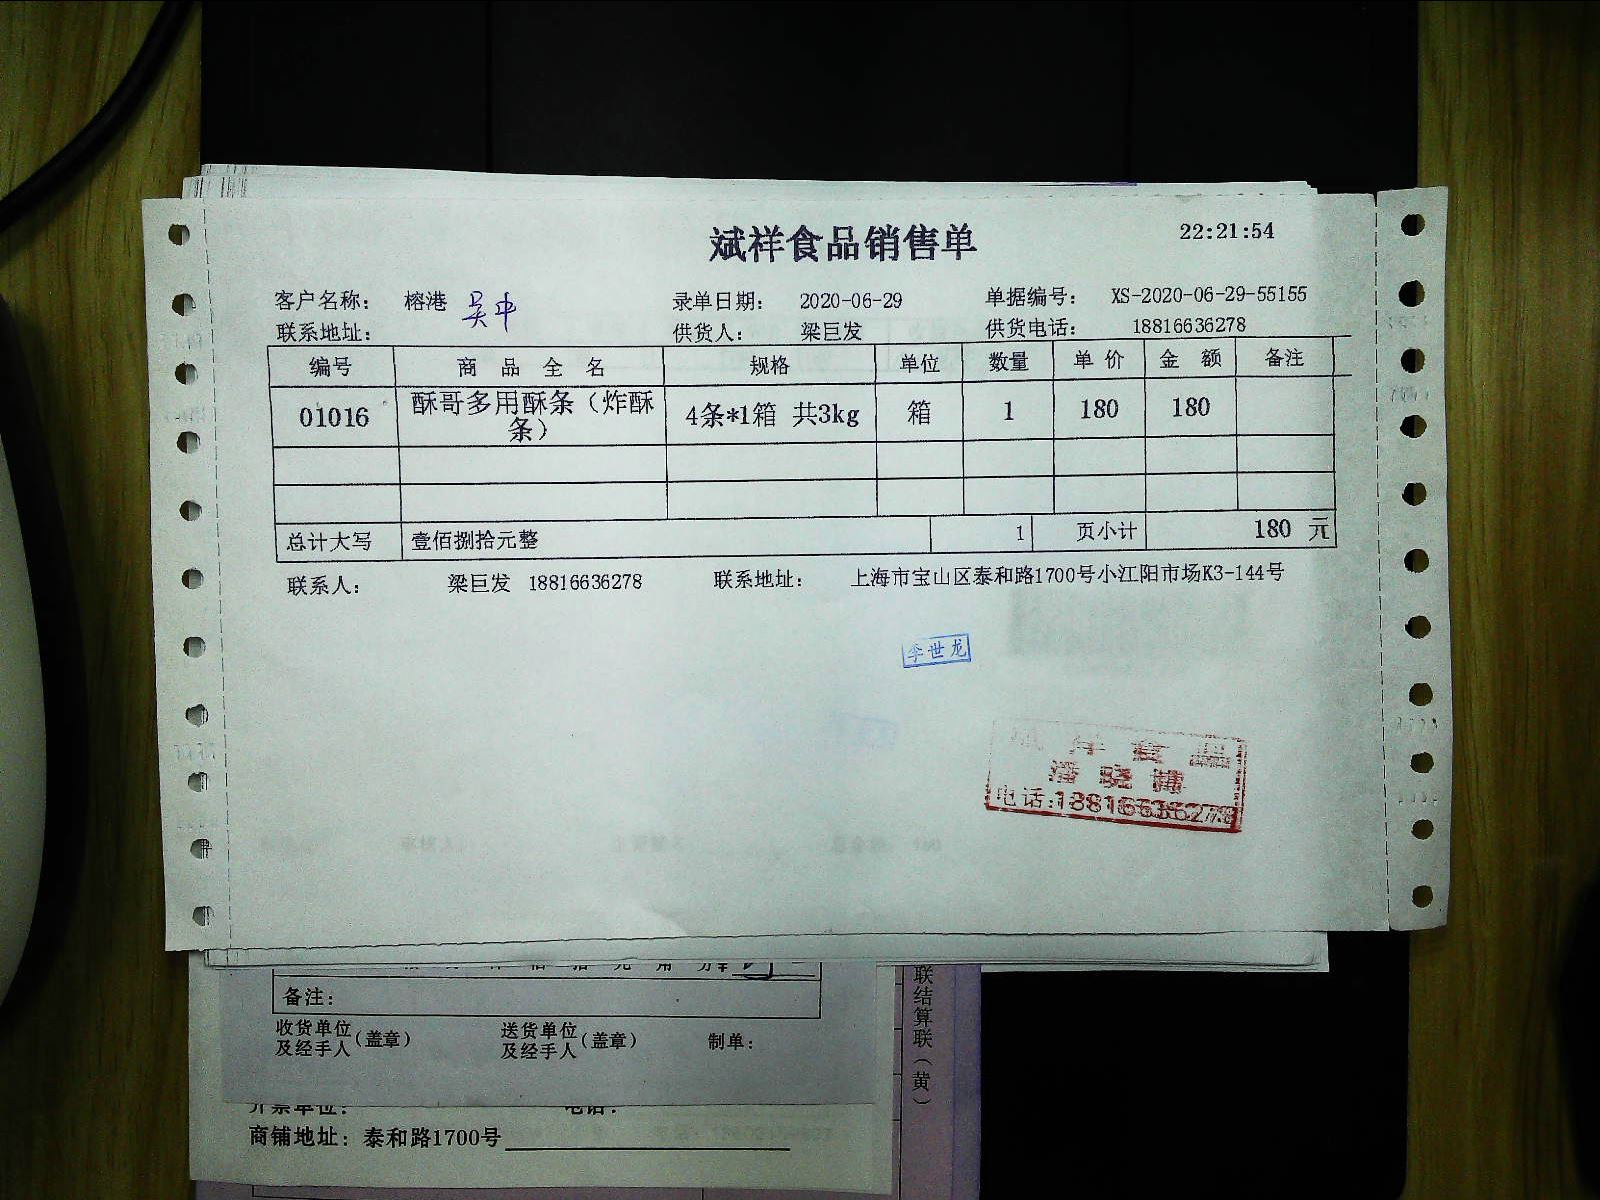 斌祥食品销售单 22:21:54
客户名称： 榕港 吴中 录单日期： 2020-06-29 单据编号： XS-2020-06-29-55155
联系地址： 供货人： 梁巨发 供货电话： 18816636278
编号 商 品 全 名 规格 单位 数量 单 价 金 额 备注
01016 酥哥多用酥条（炸酥条） 4条*1箱 共3kg 箱 1 180 180
总计大写 壹佰捌拾元整 1 页小计 180 元
联系人： 梁巨发 18816636278 联系地址： 上海市宝山区泰和路1700号小江阳市场K3-144号
李世龙
电话:18816636278
备注：
收货单位及经手人（盖章） 送货单位及经手人（盖章） 制单：
开票单位： 电话：
商铺地址：泰和路1700号
联结算联（黄）